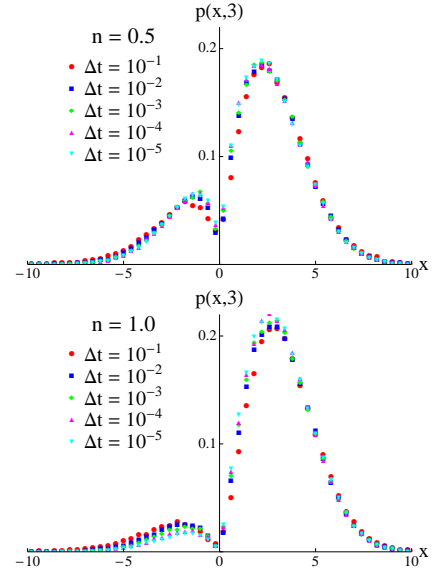 p(x,3)
n = 0.5
0.2
Δt = 10⁻¹
Δt = 10⁻²
Δt = 10⁻³
Δt = 10⁻⁴
0.1
Δt = 10⁻⁵
x
−10 −5 0 5 10
p(x,3)
n = 1.0
0.2
Δt = 10⁻¹
Δt = 10⁻²
Δt = 10⁻³
Δt = 10⁻⁴
0.1
Δt = 10⁻⁵
x
−10 −5 0 5 10